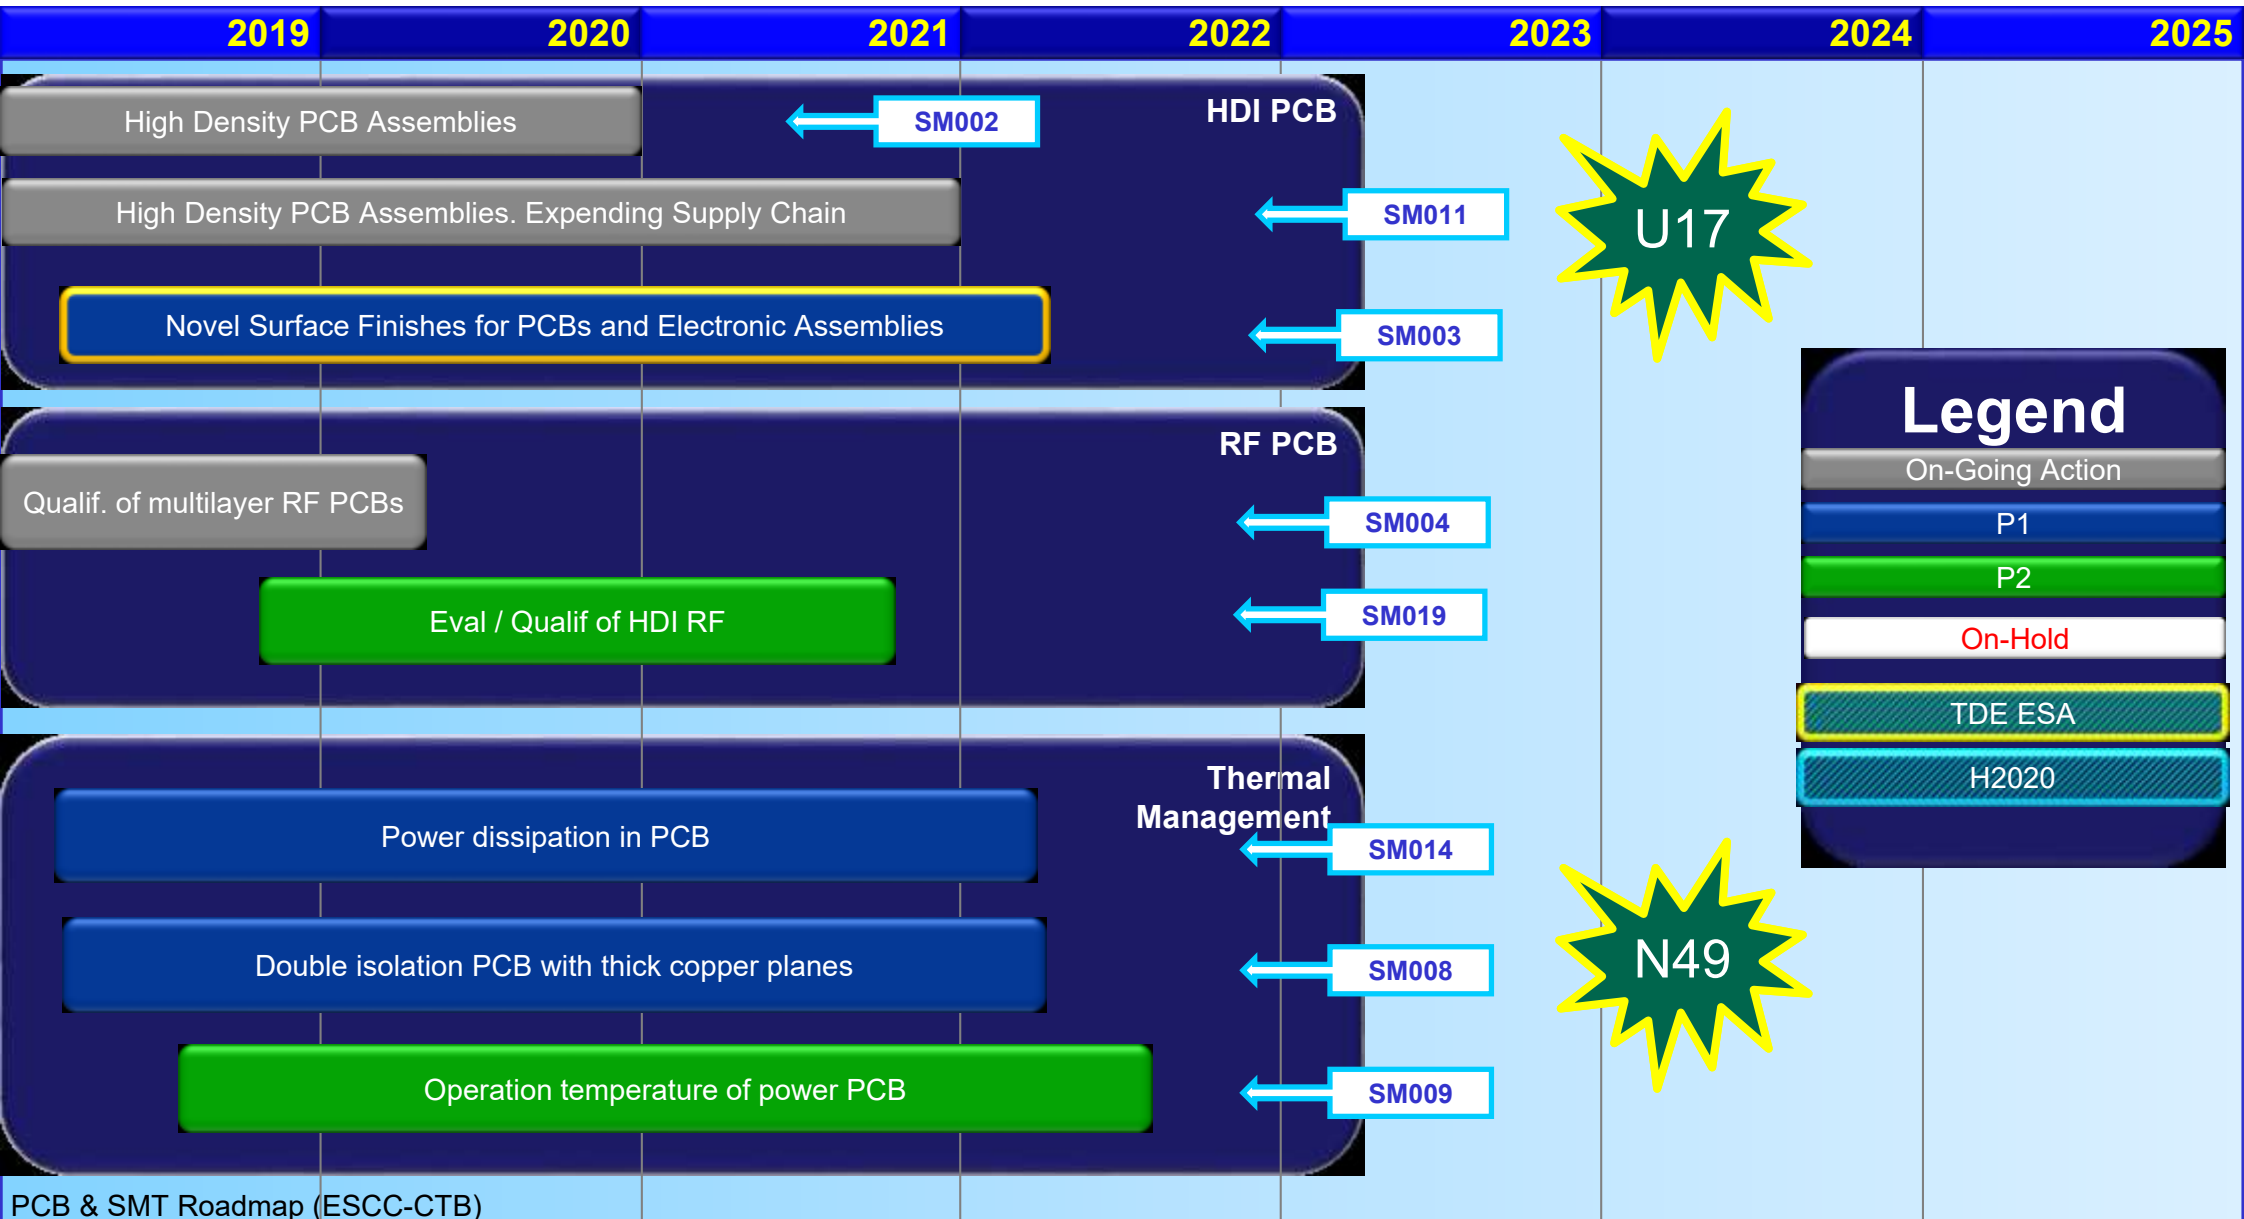 2019 2020 2021 2022 2023 2024 2025
HDI PCB
High Density PCB Assemblies
SM002
High Density PCB Assemblies. Expending Supply Chain
SM011
U17
Novel Surface Finishes for PCBs and Electronic Assemblies
SM003
RF PCB
Qualif. of multilayer RF PCBs
SM004
Eval / Qualif of HDI RF
SM019
Thermal
Management
Power dissipation in PCB
SM014
Double isolation PCB with thick copper planes
SM008
N49
Operation temperature of power PCB
SM009
Legend
On-Going Action
P1
P2
On-Hold
TDE ESA
H2020
PCB & SMT Roadmap (ESCC-CTB)